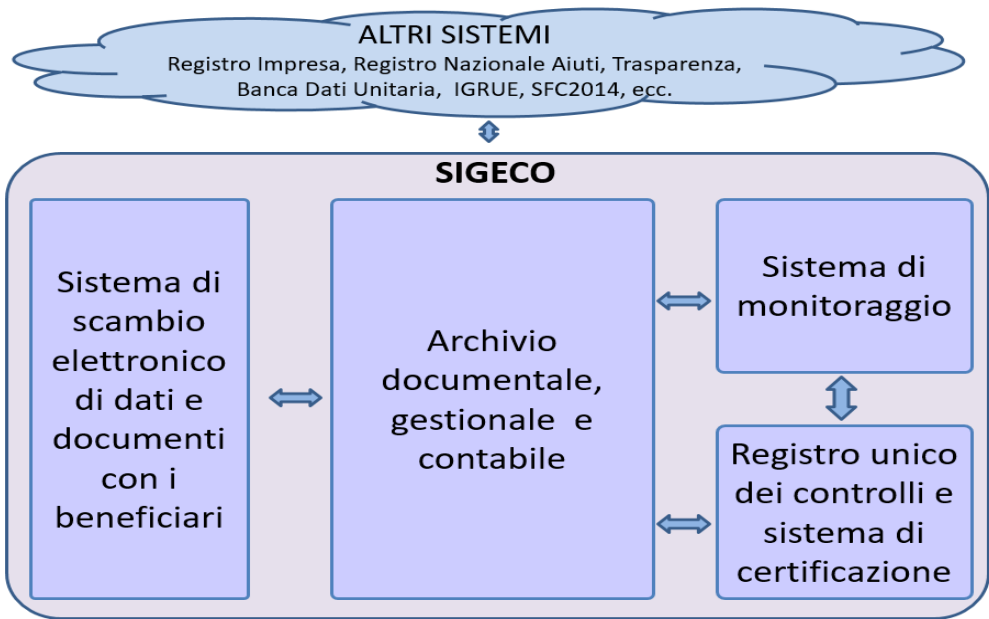 ALTRI SISTEMI
Registro Impresa, Registro Nazionale Aiuti, Trasparenza,
Banca Dati Unitaria, IGRUE, SFC2014, ecc.
SIGECO
Sistema di
scambio
elettronico
di dati e
documenti
con i
beneficiari
Archivio
documentale,
gestionale e
contabile
Sistema di
monitoraggio
Registro unico
dei controlli e
sistema di
certificazione